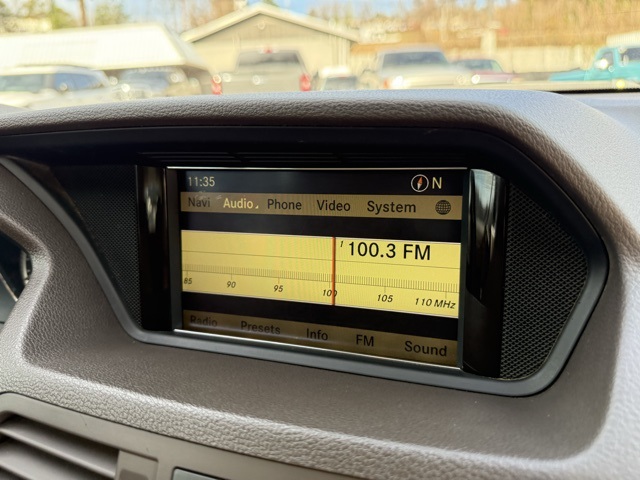 11:35 N
Navi Audio Phone Video System
1 100.3 FM
85 90 95 100 105 110 MHz
Radio Presets Info FM Sound